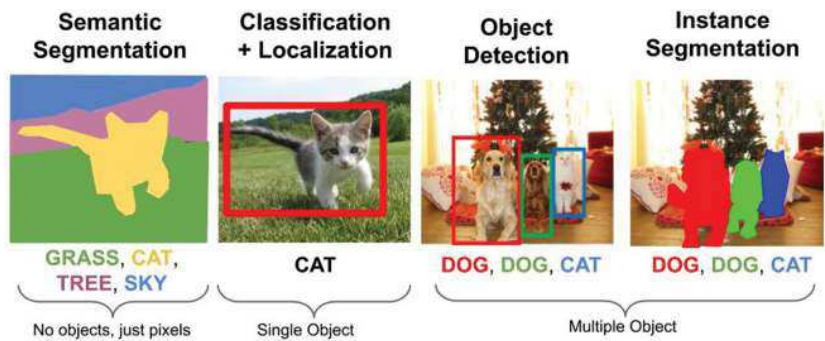 Semantic
Segmentation
Classification
+ Localization
Object
Detection
Instance
Segmentation
GRASS, CAT,
TREE, SKY
CAT
DOG, DOG, CAT
DOG, DOG, CAT
No objects, just pixels
Single Object
Multiple Object